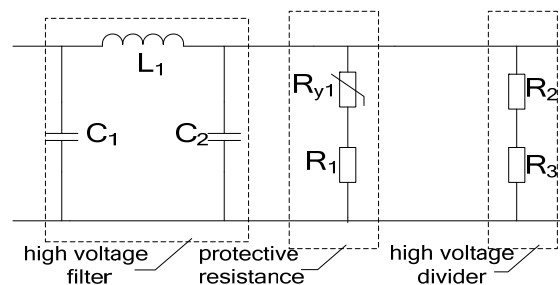 L1
C1
C2
Ry1
R1
R2
R3
high voltage
filter
protective
resistance
high voltage
divider